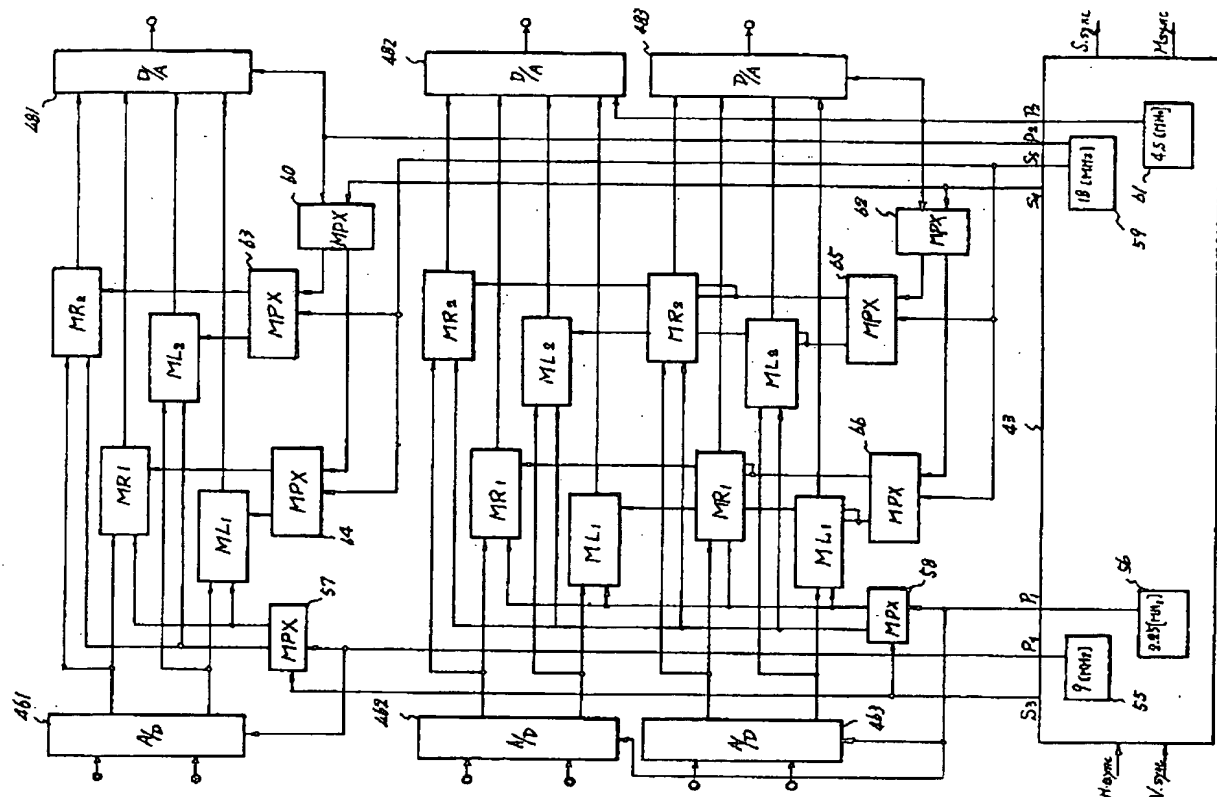 481
D/A
482
D/A
483
D/A
S.sync
H.sync
60
MPX
63
MPX
MR2
ML2
MR1
ML1
MPX
64
57
MPX
461
A/D
MR2
ML2
MR1
ML1
462
A/D
62
MPX
65
MPX
MR2
ML2
66
MPX
MR1
ML1
58
MPX
463
A/D
P3
P2
S5
S4
4.5 [MHz]
61
18 [MHz]
59
43
P1
56
2.25 [MHz]
P1
9 [MHz]
55
S3
H.sync
V.sync